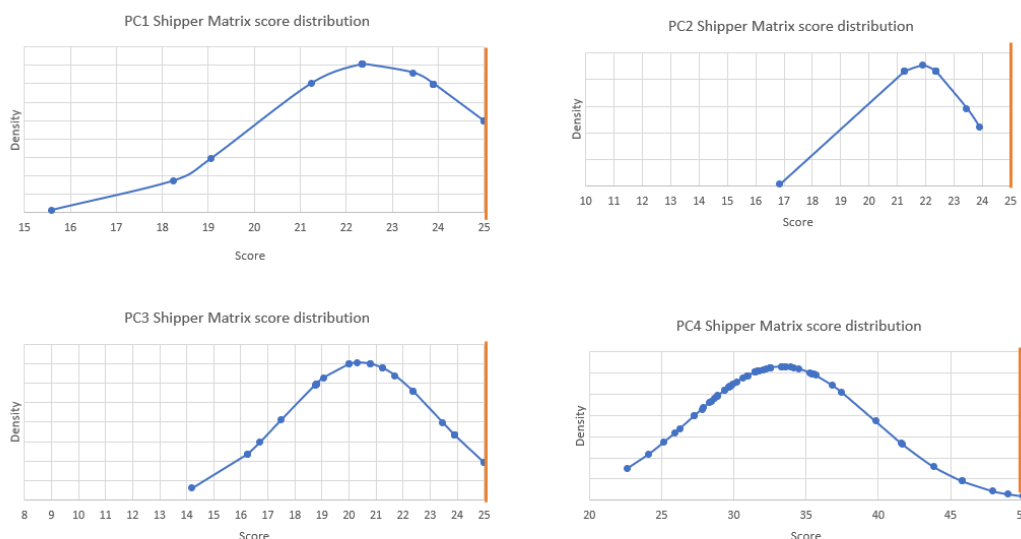 PC1 Shipper Matrix score distribution
Density
15 16 17 18 19 20 21 22 23 24 25
Score
PC2 Shipper Matrix score distribution
Density
10 11 12 13 14 15 16 17 18 19 20 21 22 23 24 25
Score
PC3 Shipper Matrix score distribution
Density
8 9 10 11 12 13 14 15 16 17 18 19 20 21 22 23 24 25
Score
PC4 Shipper Matrix score distribution
Density
20 25 30 35 40 45
Score